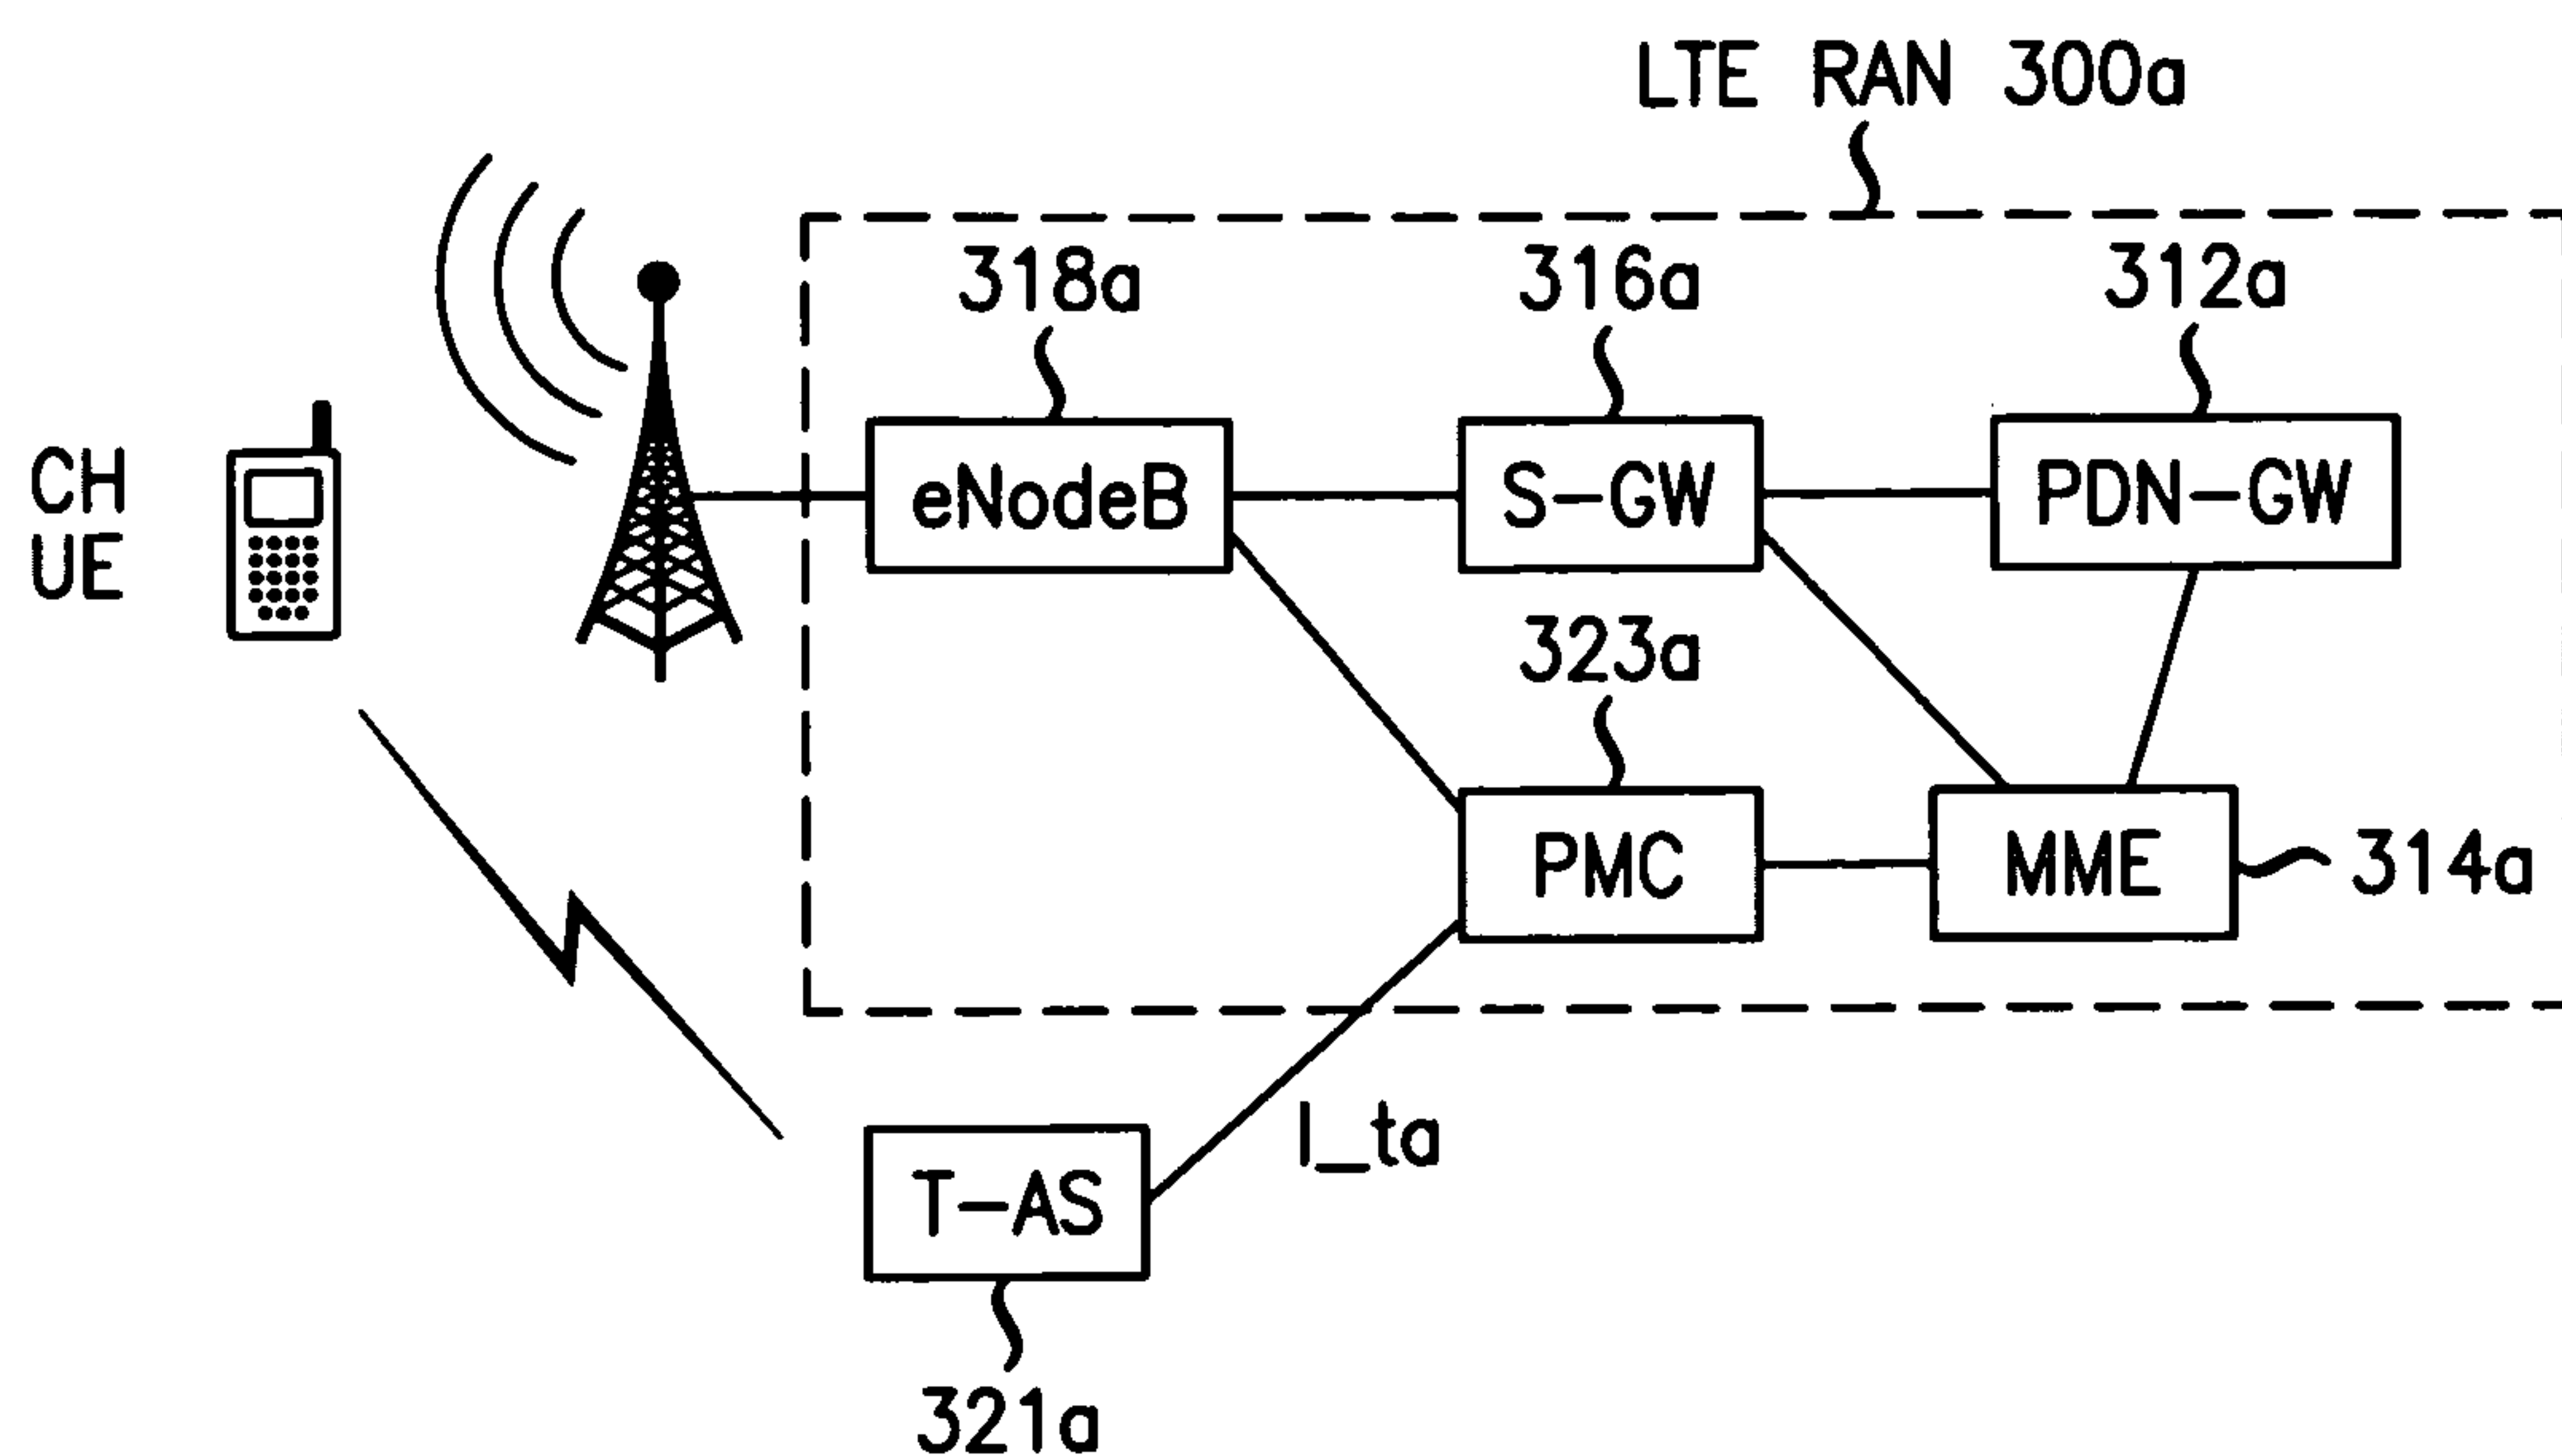 LTE RAN 300a
318a
316a
312a
CH
UE
eNodeB
S-GW
PDN-GW
323a
PMC
MME
314a
I_ta
T-AS
321a